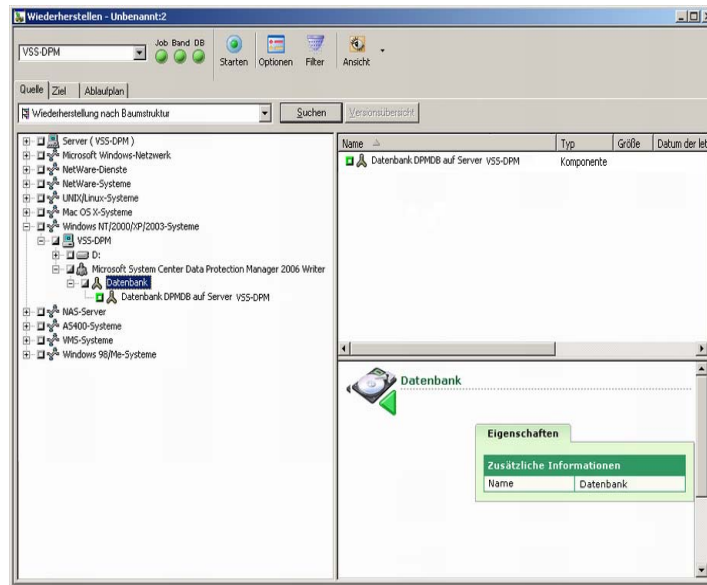 Wiederherstellen - Unbenannt:2
VSS-DPM
Job Band DB
Starten Optionen Filter Ansicht
Quelle Ziel Ablaufplan
Wiederherstellung nach Baumstruktur Suchen Versionsübersicht
Server ( VSS-DPM )
Microsoft Windows-Netzwerk
NetWare-Dienste
NetWare-Systeme
UNIX/Linux-Systeme
Mac OS X-Systeme
Windows NT/2000/XP/2003-Systeme
VSS-DPM
D:
Microsoft System Center Data Protection Manager 2006 Writer
Datenbank
Datenbank DPMDB auf Server VSS-DPM
NAS-Server
AS400-Systeme
VMS-Systeme
Windows 98/Me-Systeme
Name Typ Größe Datum der let
Datenbank DPMDB auf Server VSS-DPM Komponente
Datenbank
Eigenschaften
Zusätzliche Informationen
Name Datenbank